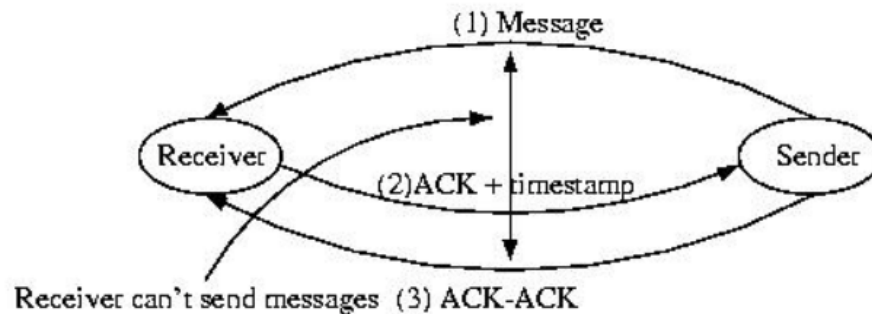 (1) Message
Receiver
Sender
(2)ACK + timestamp
Receiver can't send messages (3) ACK-ACK